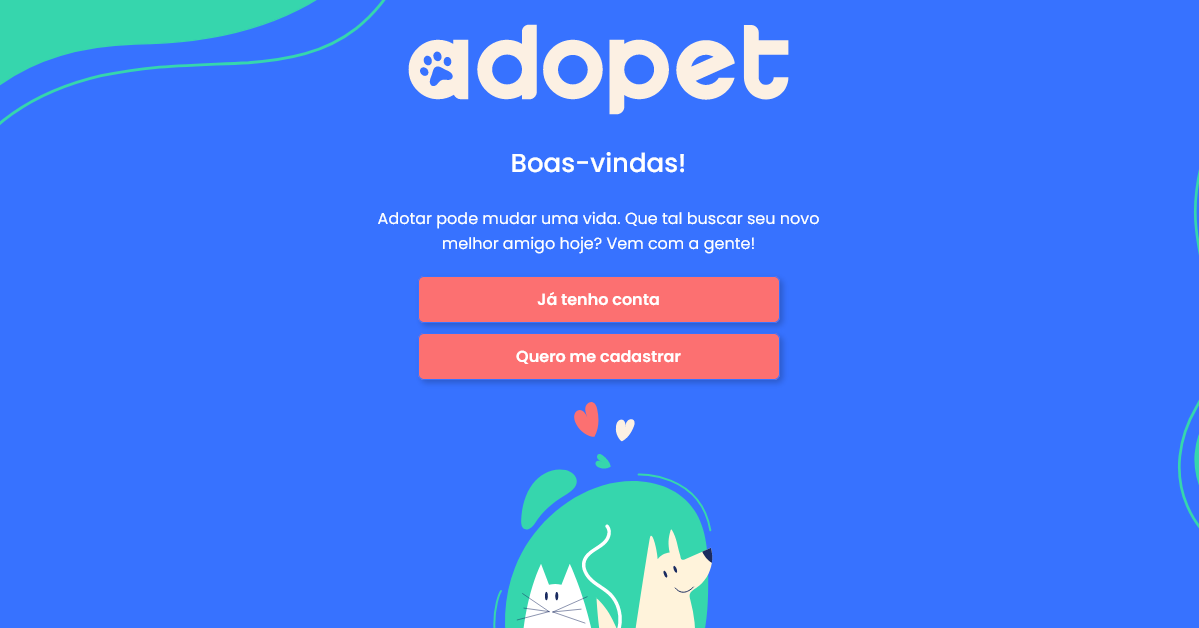 adopet
Boas-vindas!
Adotar pode mudar uma vida. Que tal buscar seu novo
melhor amigo hoje? Vem com a gente!
Já tenho conta
Quero me cadastrar